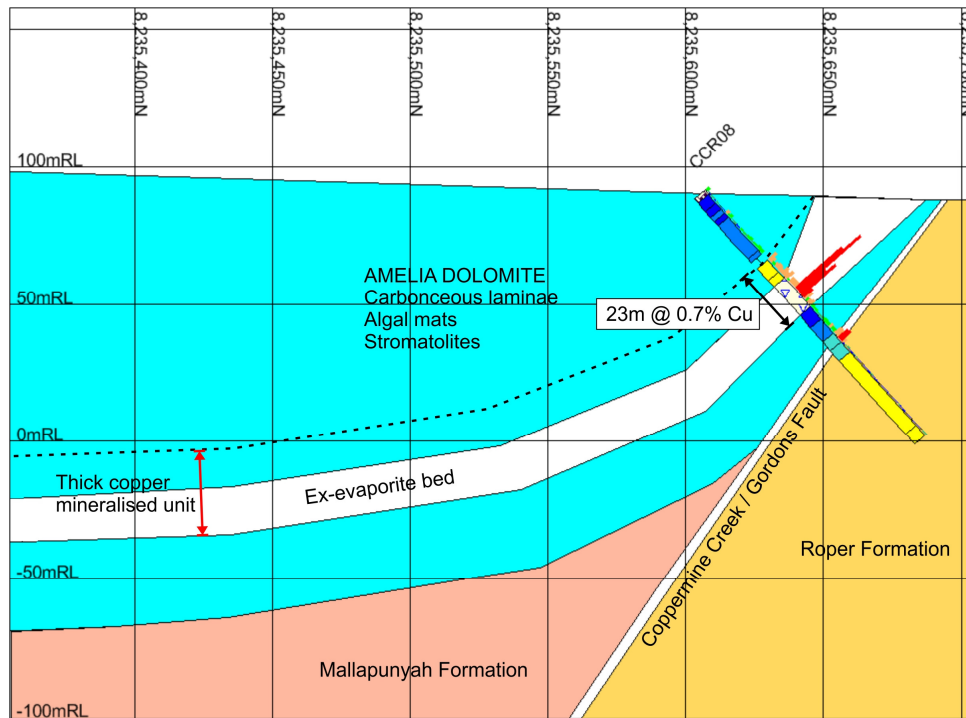 8,235,400mN
8,235,450mN
8,235,500mN
8,235,550mN
8,235,600mN
8,235,650mN
CCR08
100mRL
AMELIA DOLOMITE
Carbonceous laminae
Algal mats
Stromatolites
50mRL
23m @ 0.7% Cu
0mRL
Thick copper
mineralised unit
Ex-evaporite bed
Coppermine Creek / Gordons Fault
Roper Formation
-50mRL
Mallapunyah Formation
-100mRL